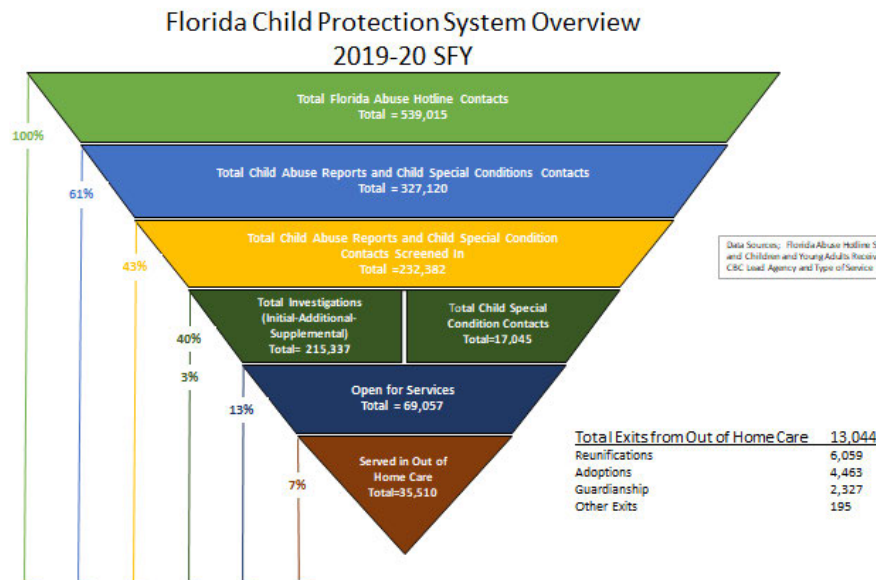 Florida Child Protection System Overview
2019-20 SFY
Total Florida Abuse Hotline Contacts
Total = 539,015
100%
Total Child Abuse Reports and Child Special Conditions Contacts
Total = 327,120
61%
Total Child Abuse Reports and Child Special Condition
Contacts Screened In
Total =232,382
43%
Data Sources; Florida Abuse Hotline S
and Children and Young Adults Receiv
CBC Lead Agency and Type of Service
Total Investigations
(Initial-Additional-
Supplemental)
Total= 215,337
Total Child Special
Condition Contacts
Total=17,045
40%
3%
Open for Services
Total = 69,057
13%
Served in Out of
Home Care
Total=35,510
7%
Total Exits from Out of Home Care 13,044
Reunifications 6,059
Adoptions 4,463
Guardianship 2,327
Other Exits 195